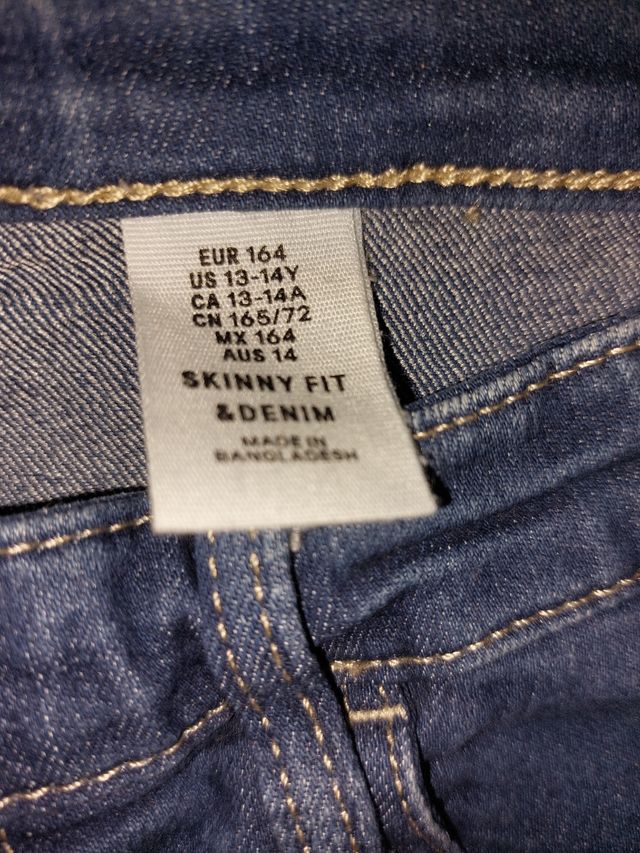 EUR 164
US 13-14Y
CA 13-14A
CN 165/72
MX 164
AUS 14
SKINNY FIT
&DENIM
MADE IN
BANGLADESH